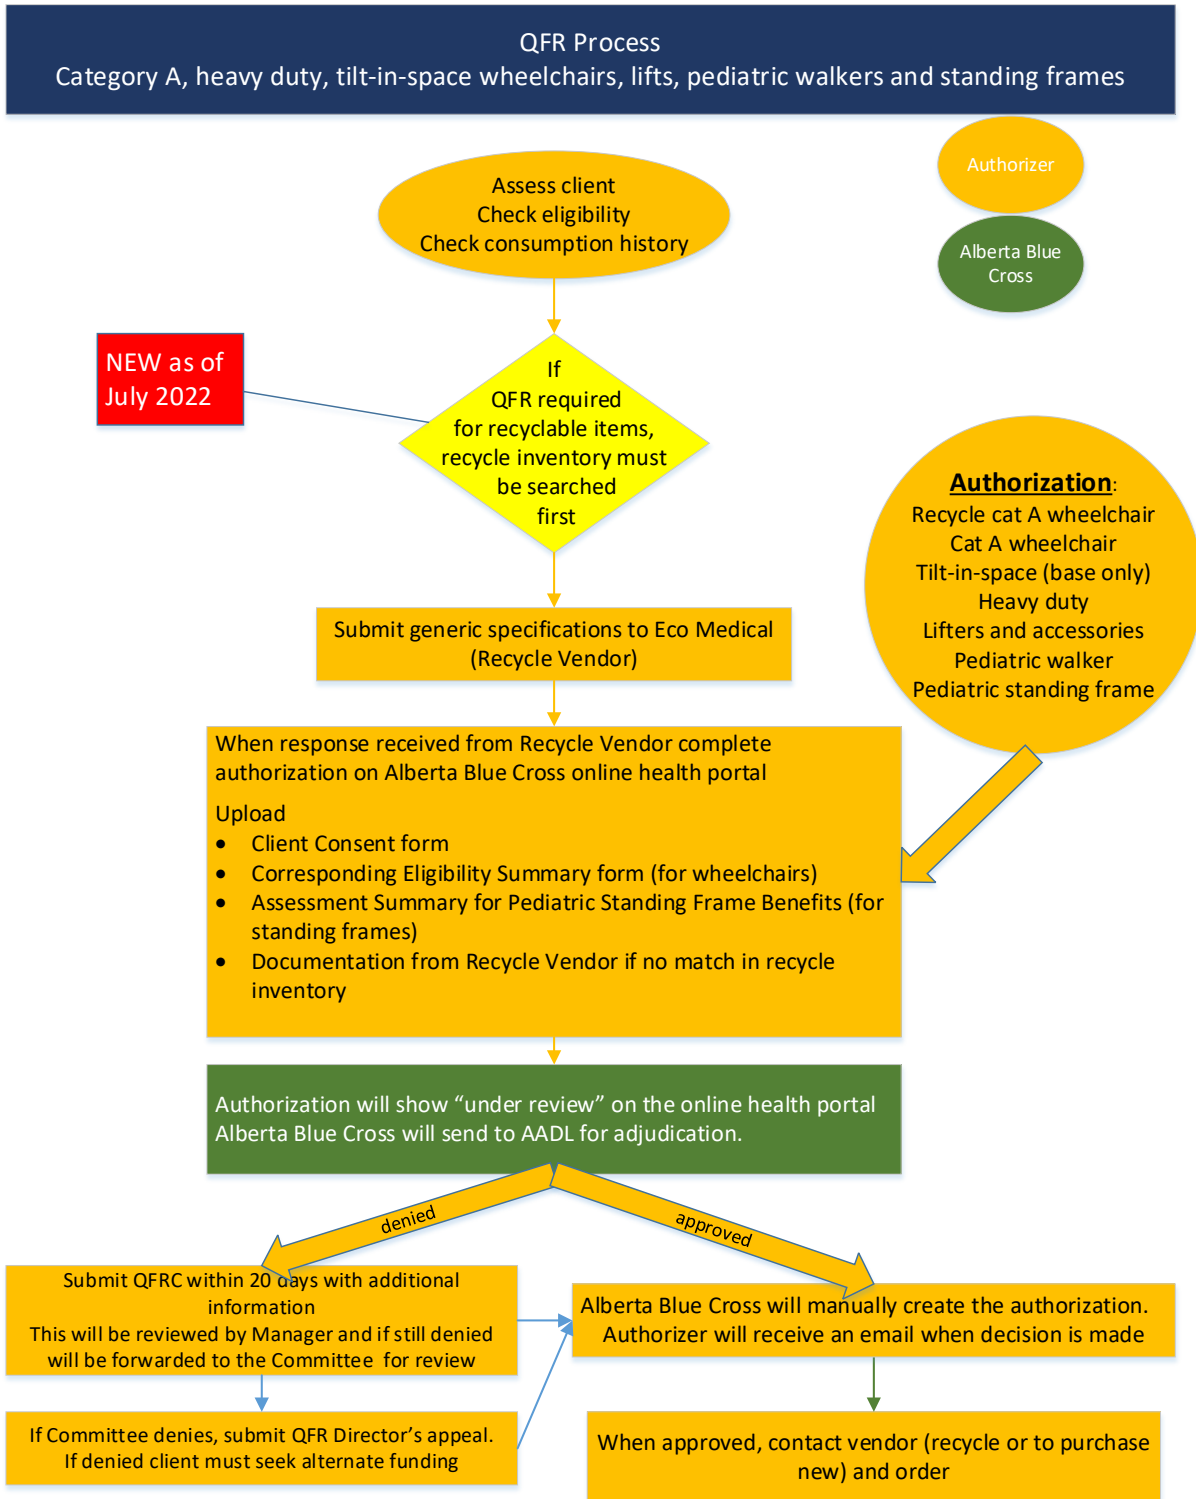 QFR Process
Category A, heavy duty, tilt-in-space wheelchairs, lifts, pediatric walkers and standing frames
Authorizer
Alberta Blue
Cross
Assess client
Check eligibility
Check consumption history
NEW as of
July 2022
If
QFR required
for recyclable items,
recycle inventory must
be searched
first
Authorization:
Recycle cat A wheelchair
Cat A wheelchair
Tilt-in-space (base only)
Heavy duty
Lifters and accessories
Pediatric walker
Pediatric standing frame
Submit generic specifications to Eco Medical
(Recycle Vendor)
When response received from Recycle Vendor complete
authorization on Alberta Blue Cross online health portal
Upload
• Client Consent form
• Corresponding Eligibility Summary form (for wheelchairs)
• Assessment Summary for Pediatric Standing Frame Benefits (for
standing frames)
• Documentation from Recycle Vendor if no match in recycle
inventory
Authorization will show “under review” on the online health portal
Alberta Blue Cross will send to AADL for adjudication.
denied
approved
Submit QFRC within 20 days with additional
information
This will be reviewed by Manager and if still denied
will be forwarded to the Committee for review
Alberta Blue Cross will manually create the authorization.
Authorizer will receive an email when decision is made
If Committee denies, submit QFR Director’s appeal.
If denied client must seek alternate funding
When approved, contact vendor (recycle or to purchase
new) and order